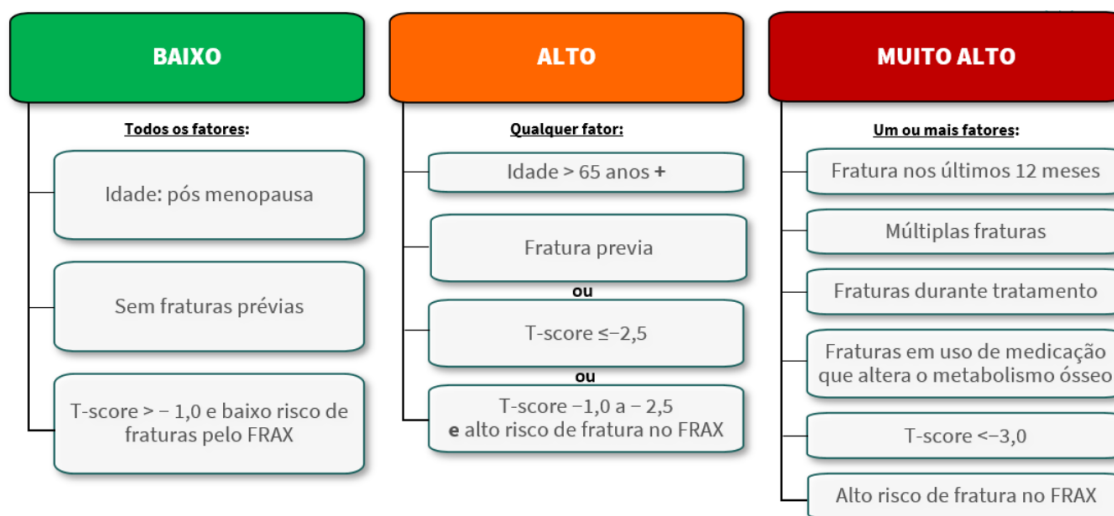 BAIXO
Todos os fatores:
Idade: pós menopausa
Sem fraturas prévias
T-score > − 1,0 e baixo risco de
fraturas pelo FRAX
ALTO
Qualquer fator:
Idade > 65 anos +
Fratura previa
ou
T-score ≤−2,5
ou
T-score −1,0 a − 2,5
e alto risco de fratura no FRAX
MUITO ALTO
Um ou mais fatores:
Fratura nos últimos 12 meses
Múltiplas fraturas
Fraturas durante tratamento
Fraturas em uso de medicação
que altera o metabolismo ósseo
T-score <−3,0
Alto risco de fratura no FRAX